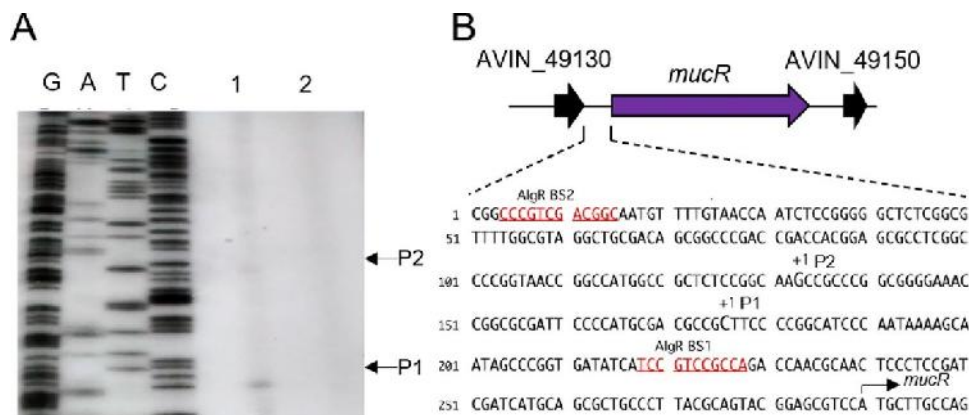 A
G A T C 1 2
P2
P1
B
AVIN_49130 mucR AVIN_49150
AlgR BS2
1 CGGCCCGTCG ACGGCAATGT TTTGTAACCA ATCTCCGGGG GCTCTCGGCG
51 TTTTGGCGTA GGCTGCGACA GCGGCCCGAC CGACCACGGA GCGCCTCGGC
+1 P2
101 CCCGGTAACC GGCCATGGCC GCTCTCCGGC AAGCCGCCCG GCGGGGAAAC
+1 P1
151 CGGCGCGATT CCCCATGCGA CGCCGCTTCC CCGGCATCCC AATAAAAGCA
AlgR BS1
201 ATAGCCCGGT GATATCATCC GTCCGCCAGA CCAACGCAAC TCCCTCCGAT
mucR
251 CGATCATGCA GCGCTGCCCT TACGCAGTAC GGAGCGTCCA TGCTTGCCAG